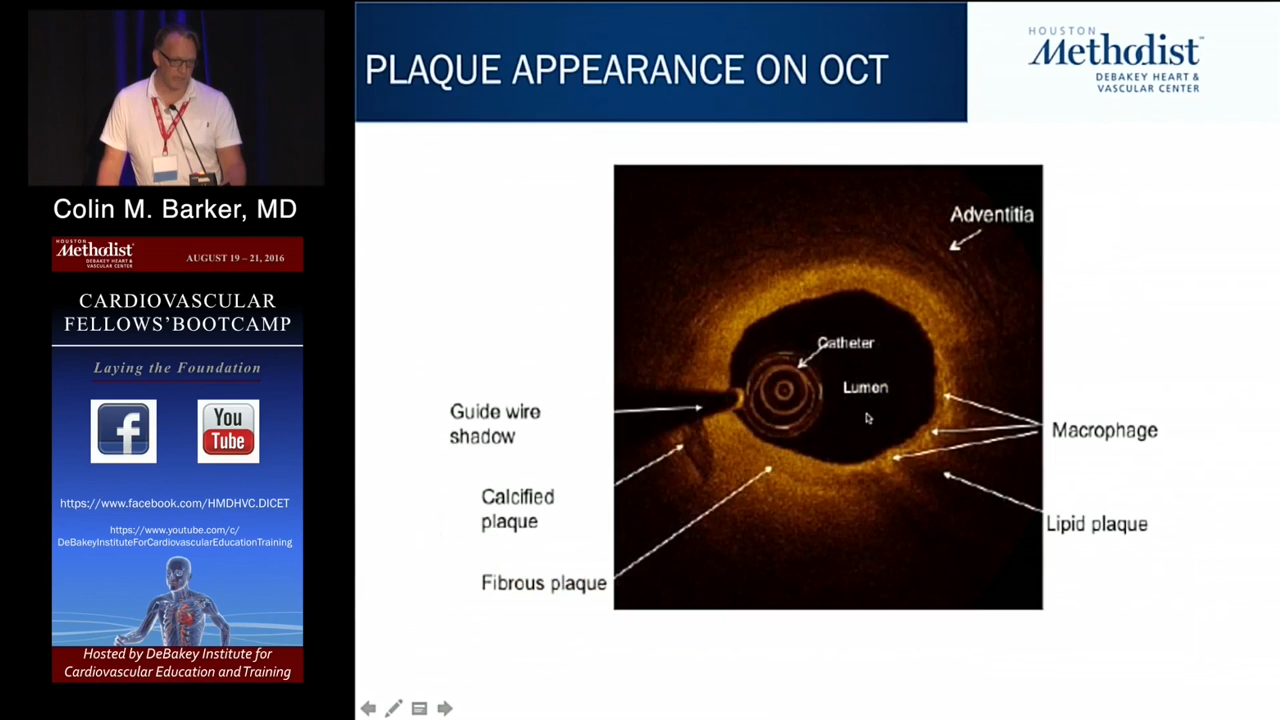 Colin M. Barker, MD
HOUSTON
Methodist
DEBAKEY HEART &
VASCULAR CENTER
AUGUST 19 – 21, 2016
CARDIOVASCULAR
FELLOWS'BOOTCAMP
Laying the Foundation
f
You
Tube
https://www.facebook.com/HMDHVC.DICET
https://www.youtube.com/c/
DeBakeyInstituteForCardiovascularEducationTraining
Hosted by DeBakey Institute for
Cardiovascular Education and Training
PLAQUE APPEARANCE ON OCT
HOUSTON
Methodist
DEBAKEY HEART &
VASCULAR CENTER
Adventitia
Catheter
Lumen
Guide wire
shadow
Macrophage
Calcified
plaque
Lipid plaque
Fibrous plaque